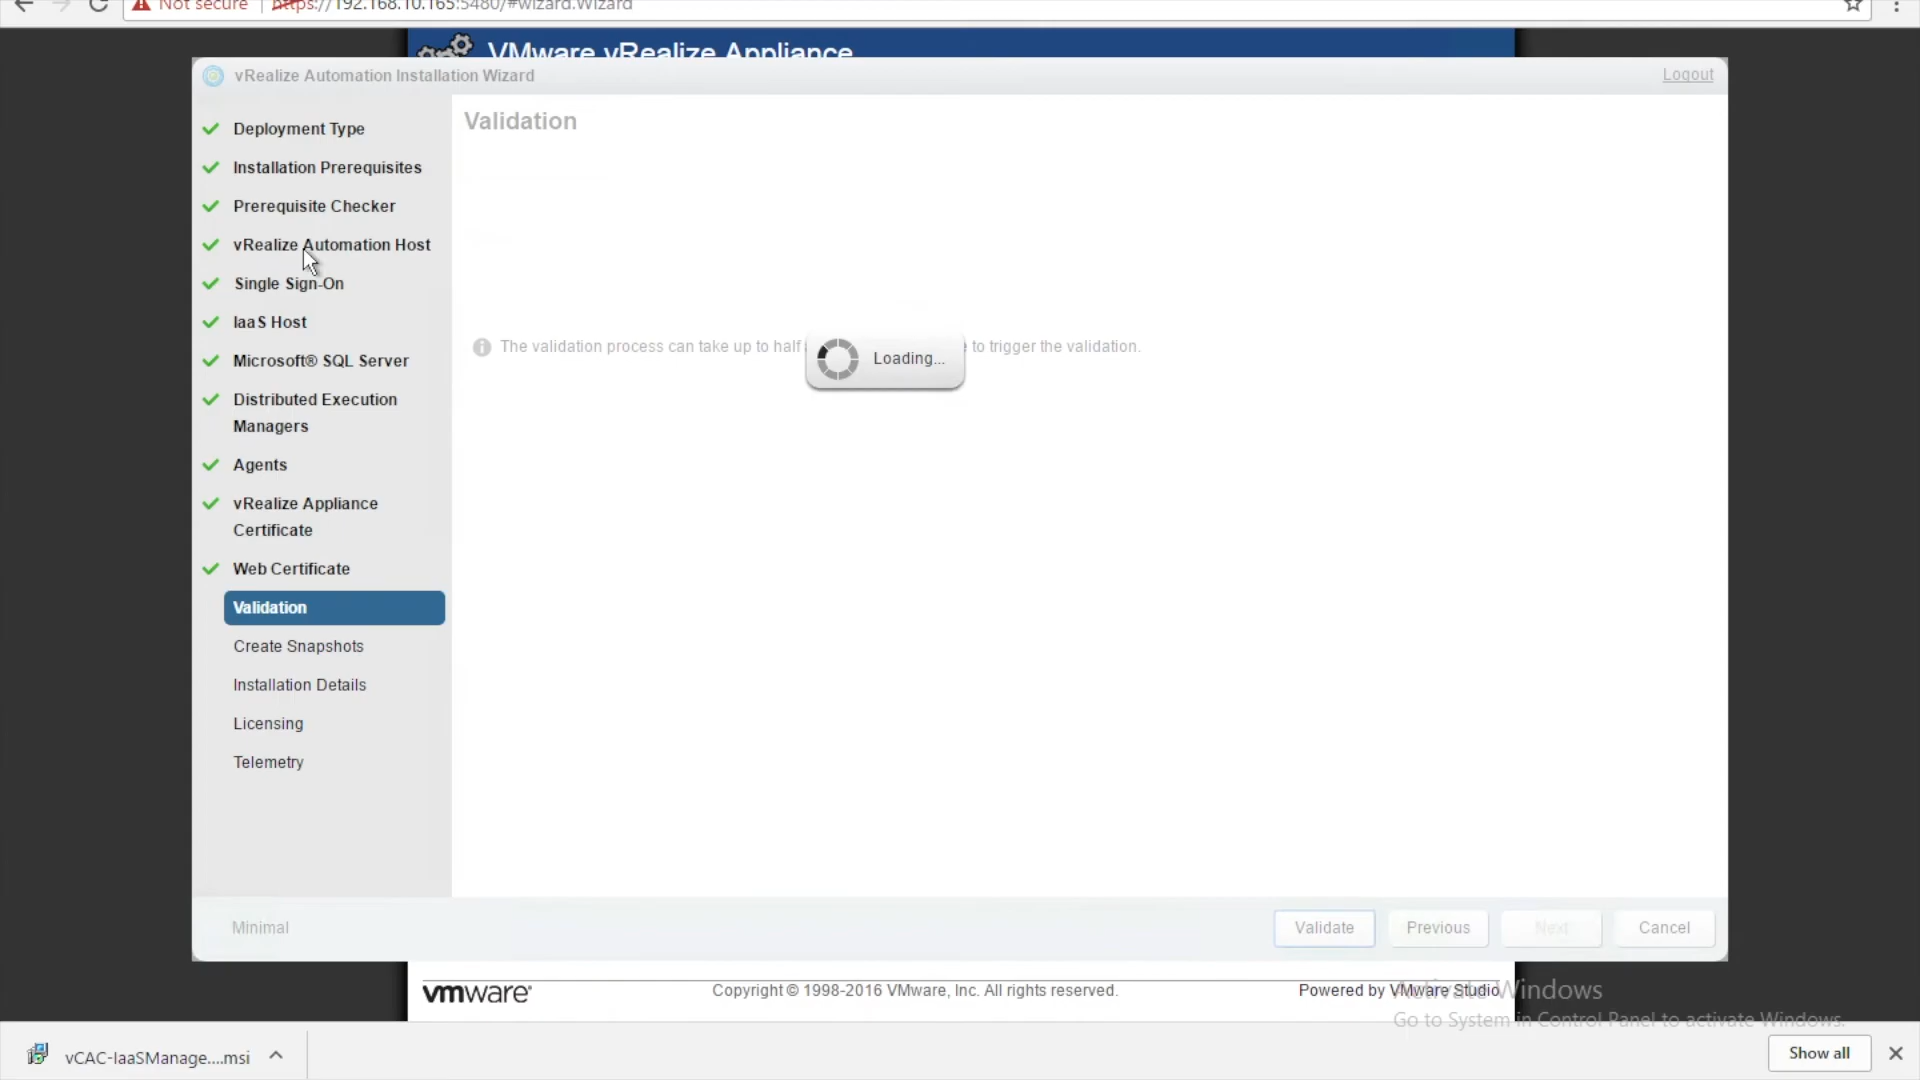 Not secure https://192.168.10.165:5480/#wizard.Wizard
VMware vRealize Appliance
vRealize Automation Installation Wizard
Logout
Deployment Type
Installation Prerequisites
Prerequisite Checker
vRealize Automation Host
Single Sign-On
IaaS Host
Microsoft® SQL Server
Distributed Execution
Managers
Agents
vRealize Appliance
Certificate
Web Certificate
Validation
Create Snapshots
Installation Details
Licensing
Telemetry
Validation
The validation process can take up to half
to trigger the validation.
Loading...
Minimal
Validate
Previous
Next
Cancel
vmware®
Copyright © 1998-2016 VMware, Inc. All rights reserved.
Powered by VMware Studio
Activate Windows
Go to System in Control Panel to activate Windows.
vCAC-IaaSManage....msi
Show all